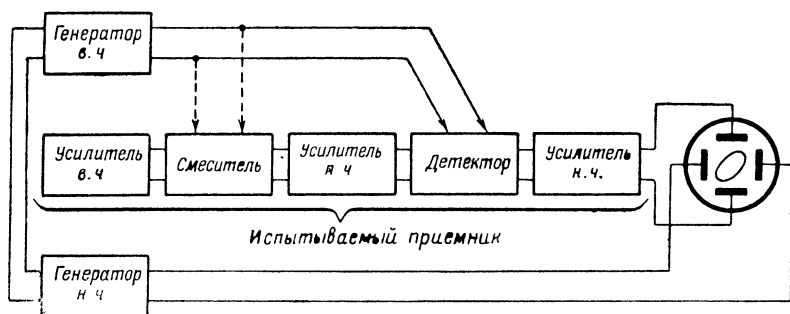 Генератор
в. ч
Усилитель
в. ч
Смеситель
Усилитель
п ч
Детектор
Усилитель
н. ч.
Испытываемый приемник
Генератор
н ч